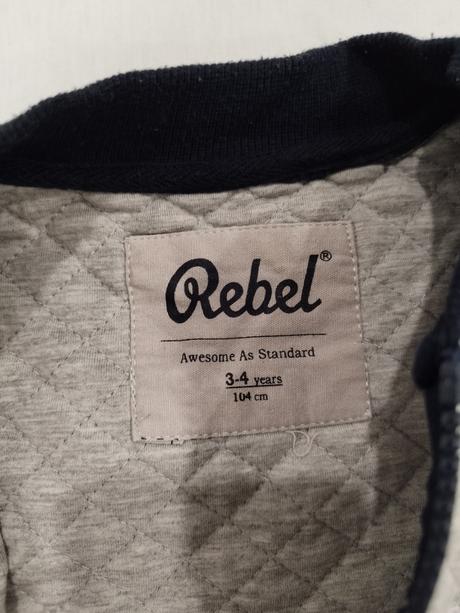 Rebel®
Awesome As Standard
3-4 years
104 cm